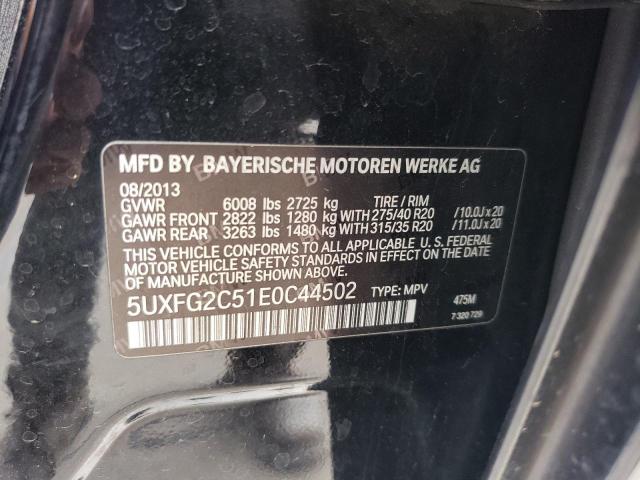 MFD BY BAYERISCHE MOTOREN WERKE AG
08/2013
GVWR 6008 lbs 2725 kg TIRE / RIM
GAWR FRONT 2822 lbs 1280 kg WITH 275/40 R20 /10.0J x 20
GAWR REAR 3263 lbs 1480 kg WITH 315/35 R20 /11.0J x 20
THIS VEHICLE CONFORMS TO ALL APPLICABLE U.S. FEDERAL
MOTOR VEHICLE SAFETY STANDARDS IN EFFECT ON THE
DATE OF MANUFACTURE SHOWN ABOVE.
5UXFG2C51E0C44502 TYPE: MPV 475M
7 320 729